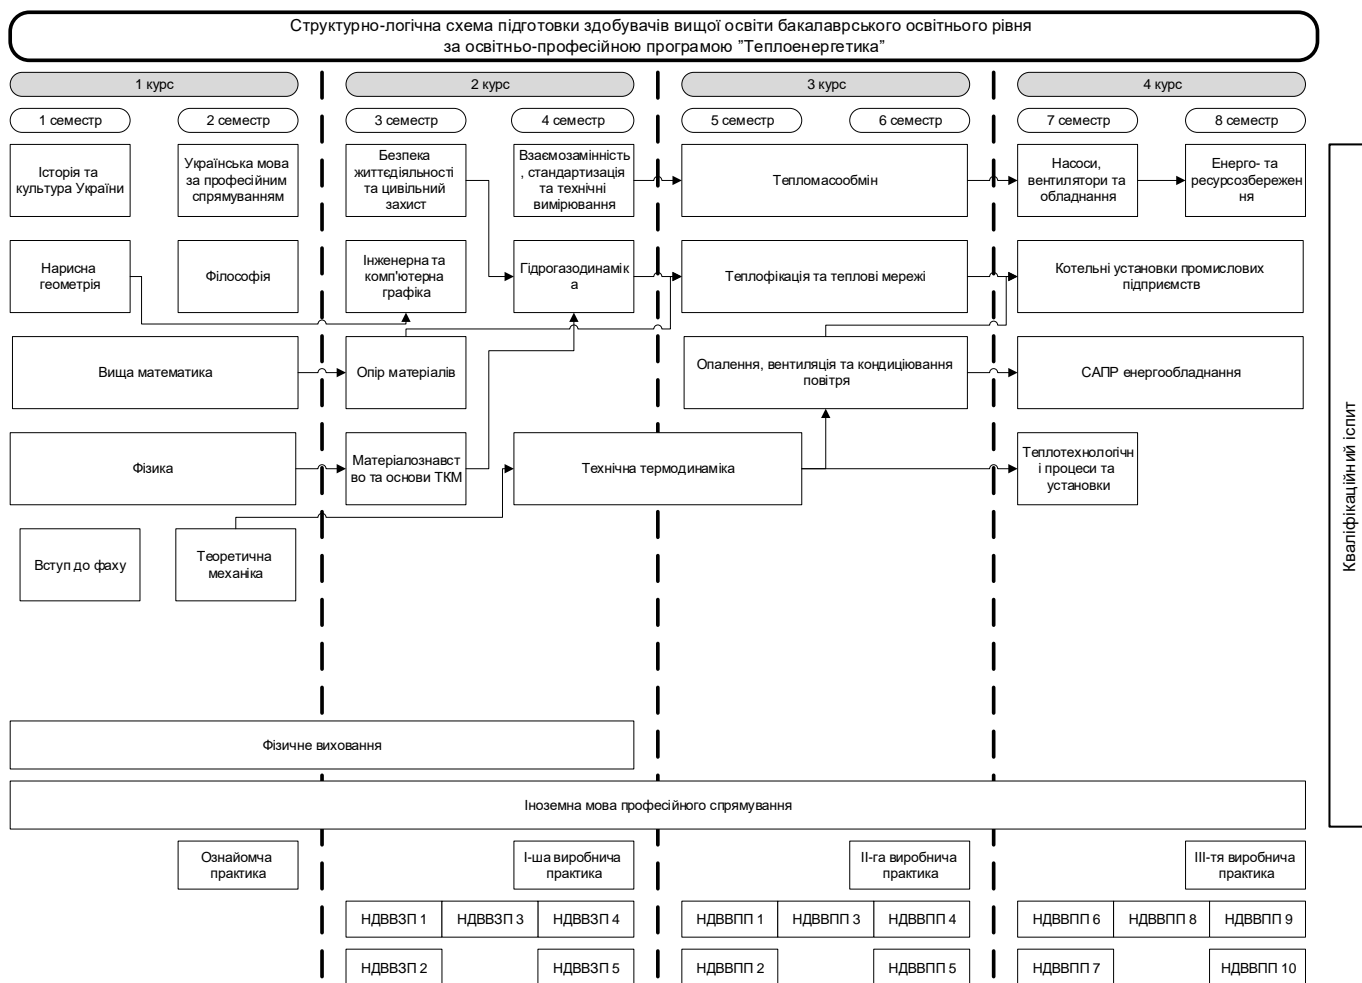 Структурно-логічна схема підготовки здобувачів вищої освіти бакалаврського освітнього рівня
за освітньо-професійною програмою ”Теплоенергетика”
1 курс
2 курс
3 курс
4 курс
1 семестр
2 семестр
3 семестр
4 семестр
5 семестр
6 семестр
7 семестр
8 семестр
Історія та
культура України
Українська мова
за професійним
спрямуванням
Безпека
життєдіяльності
та цивільний
захист
Взаємозамінність
, стандартизація
та технічні
вимірювання
Тепломасообмін
Насоси,
вентилятори та
обладнання
Енерго- та
ресурсозбережен
ня
Нарисна
геометрія
Філософія
Інженерна та
комп'ютерна
графіка
Гідрогазодинамік
а
Теплофікація та теплові мережі
Котельні установки промислових
підприємств
Вища математика
Опір матеріалів
Опалення, вентиляція та кондиціювання
повітря
САПР енергообладнання
Фізика
Матеріалознавст
во та основи ТКМ
Технічна термодинаміка
Теплотехнологічн
і процеси та
установки
Вступ до фаху
Теоретична
механіка
Кваліфікаційний іспит
Фізичне виховання
Іноземна мова професійного спрямування
Ознайомча
практика
І-ша виробнича
практика
ІІ-га виробнича
практика
ІІІ-тя виробнича
практика
НДВВЗП 1
НДВВЗП 3
НДВВЗП 4
НДВВПП 1
НДВВПП 3
НДВВПП 4
НДВВПП 6
НДВВПП 8
НДВВПП 9
НДВВЗП 2
НДВВЗП 5
НДВВПП 2
НДВВПП 5
НДВВПП 7
НДВВПП 10